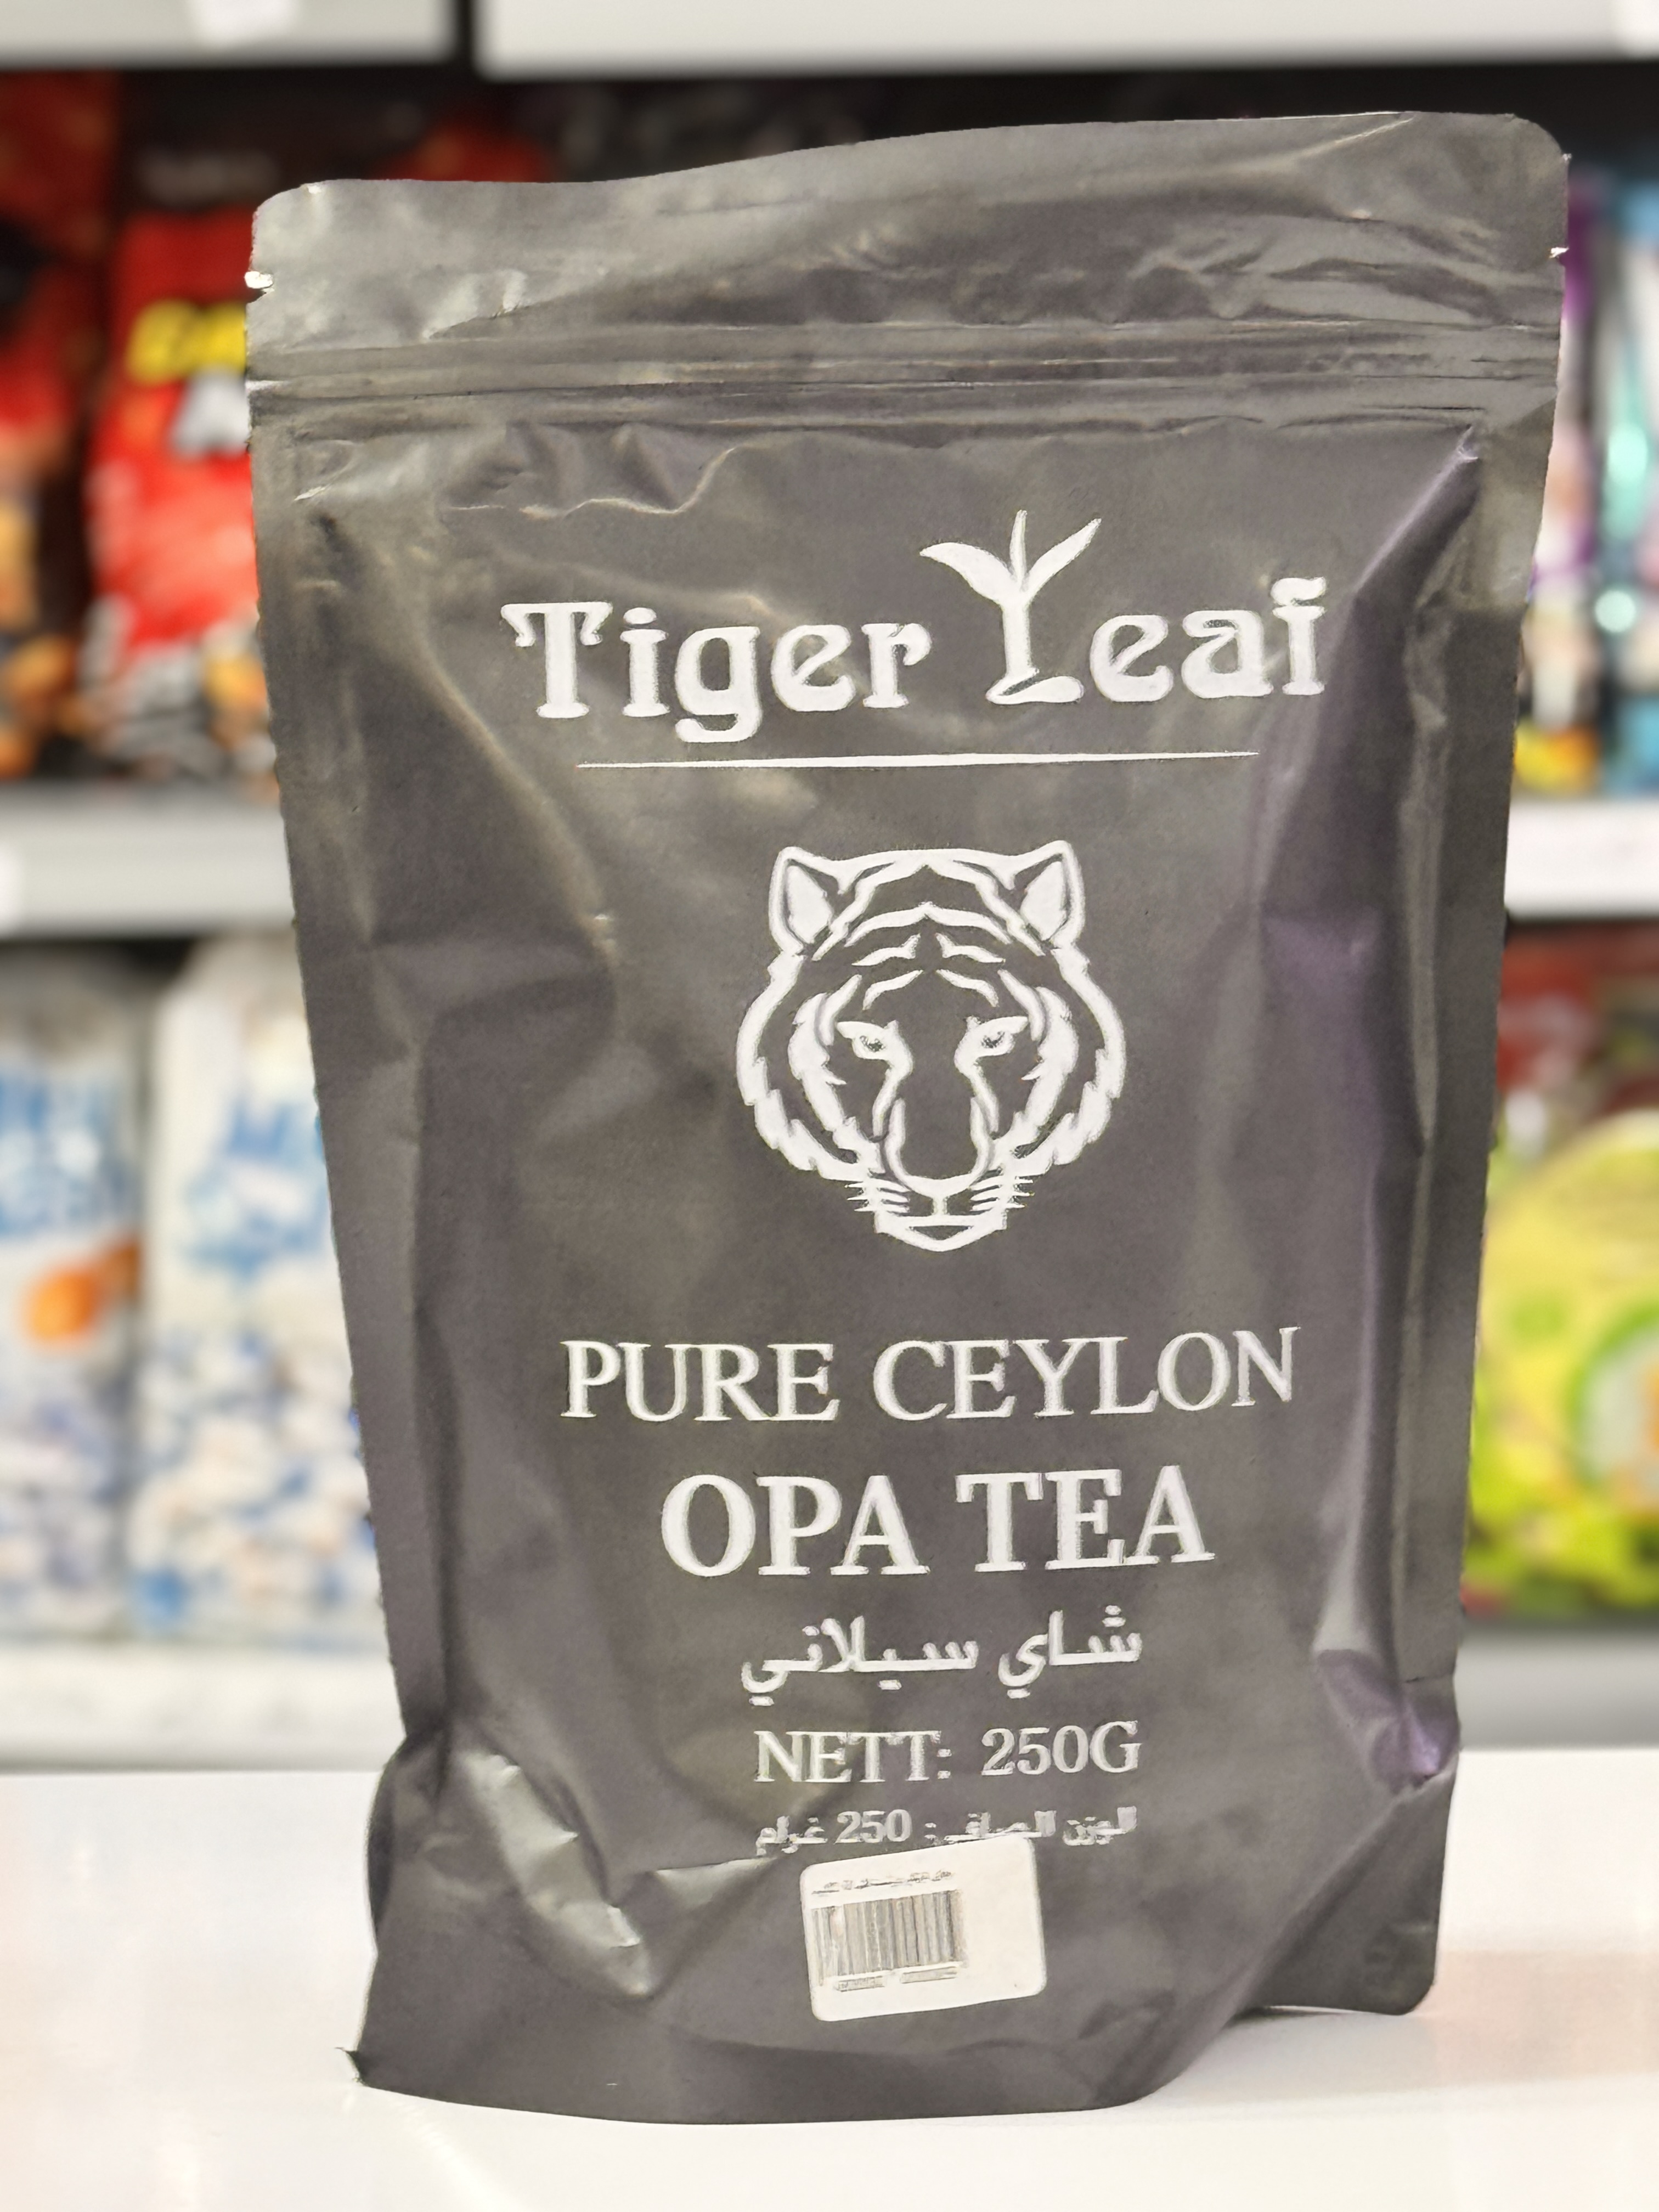 Tiger Leaf
PURE CEYLON
OPA TEA
شاي سيلاني
NETT: 250G
الوزن الصافي: 250 غرام